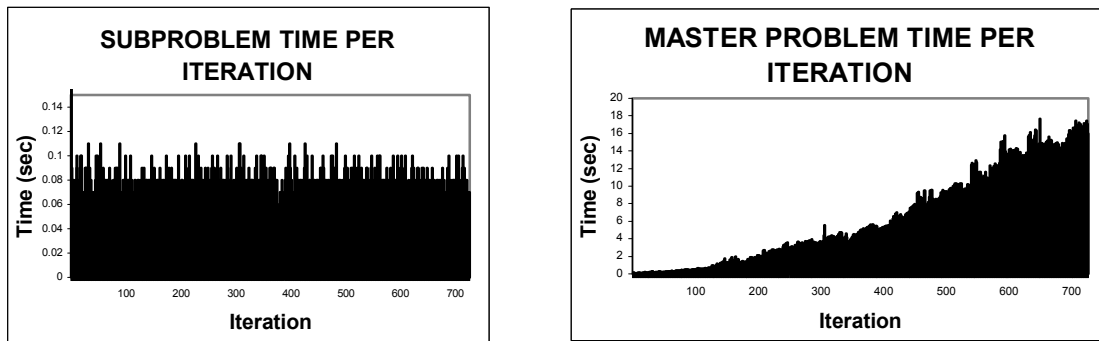 SUBPROBLEM TIME PER
ITERATION
Time (sec)
0.14
0.12
0.1
0.08
0.06
0.04
0.02
0
100 200 300 400 500 600 700
Iteration
MASTER PROBLEM TIME PER
ITERATION
Time (sec)
20
18
16
14
12
10
8
6
4
2
0
100 200 300 400 500 600 700
Iteration